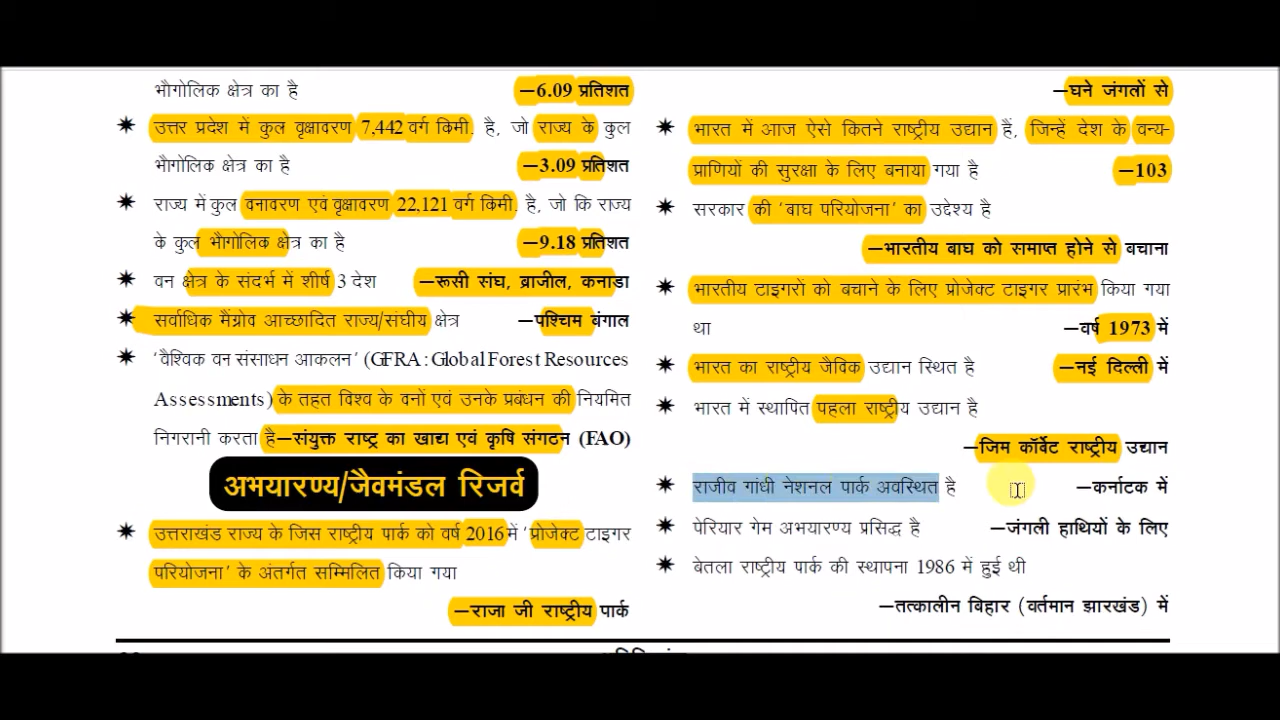 भौगोलिक क्षेत्र का है —6.09 प्रतिशत
✷ उत्तर प्रदेश में कुल वृक्षावरण 7,442 वर्ग किमी. है, जो राज्य के कुल
भौगोलिक क्षेत्र का है —3.09 प्रतिशत
✷ राज्य में कुल वनावरण एवं वृक्षावरण 22,121 वर्ग किमी. है, जो कि राज्य
के कुल भौगोलिक क्षेत्र का है —9.18 प्रतिशत
✷ वन क्षेत्र के संदर्भ में शीर्ष 3 देश —रूसी संघ, ब्राजील, कनाडा
✷ सर्वाधिक मैंग्रोव आच्छादित राज्य/संघीय क्षेत्र —पश्चिम बंगाल
✷ 'वैश्विक वन संसाधन आकलन' (GFRA : Global Forest Resources
Assessments) के तहत विश्व के वनों एवं उनके प्रबंधन की नियमित
निगरानी करता है—संयुक्त राष्ट्र का खाद्य एवं कृषि संगठन (FAO)
अभयारण्य/जैवमंडल रिजर्व
✷ उत्तराखंड राज्य के जिस राष्ट्रीय पार्क को वर्ष 2016 में 'प्रोजेक्ट टाइगर
परियोजना' के अंतर्गत सम्मिलित किया गया
—राजा जी राष्ट्रीय पार्क
—घने जंगलों से
✷ भारत में आज ऐसे कितने राष्ट्रीय उद्यान हैं, जिन्हें देश के वन्य-
प्राणियों की सुरक्षा के लिए बनाया गया है —103
✷ सरकार की 'बाघ परियोजना' का उद्देश्य है
—भारतीय बाघ को समाप्त होने से बचाना
✷ भारतीय टाइगरों को बचाने के लिए प्रोजेक्ट टाइगर प्रारंभ किया गया
था —वर्ष 1973 में
✷ भारत का राष्ट्रीय जैविक उद्यान स्थित है —नई दिल्ली में
✷ भारत में स्थापित पहला राष्ट्रीय उद्यान है
—जिम कॉर्बेट राष्ट्रीय उद्यान
✷ राजीव गांधी नेशनल पार्क अवस्थित है —कर्नाटक में
✷ पेरियार गेम अभयारण्य प्रसिद्ध है —जंगली हाथियों के लिए
✷ बेतला राष्ट्रीय पार्क की स्थापना 1986 में हुई थी
—तत्कालीन बिहार (वर्तमान झारखंड) में